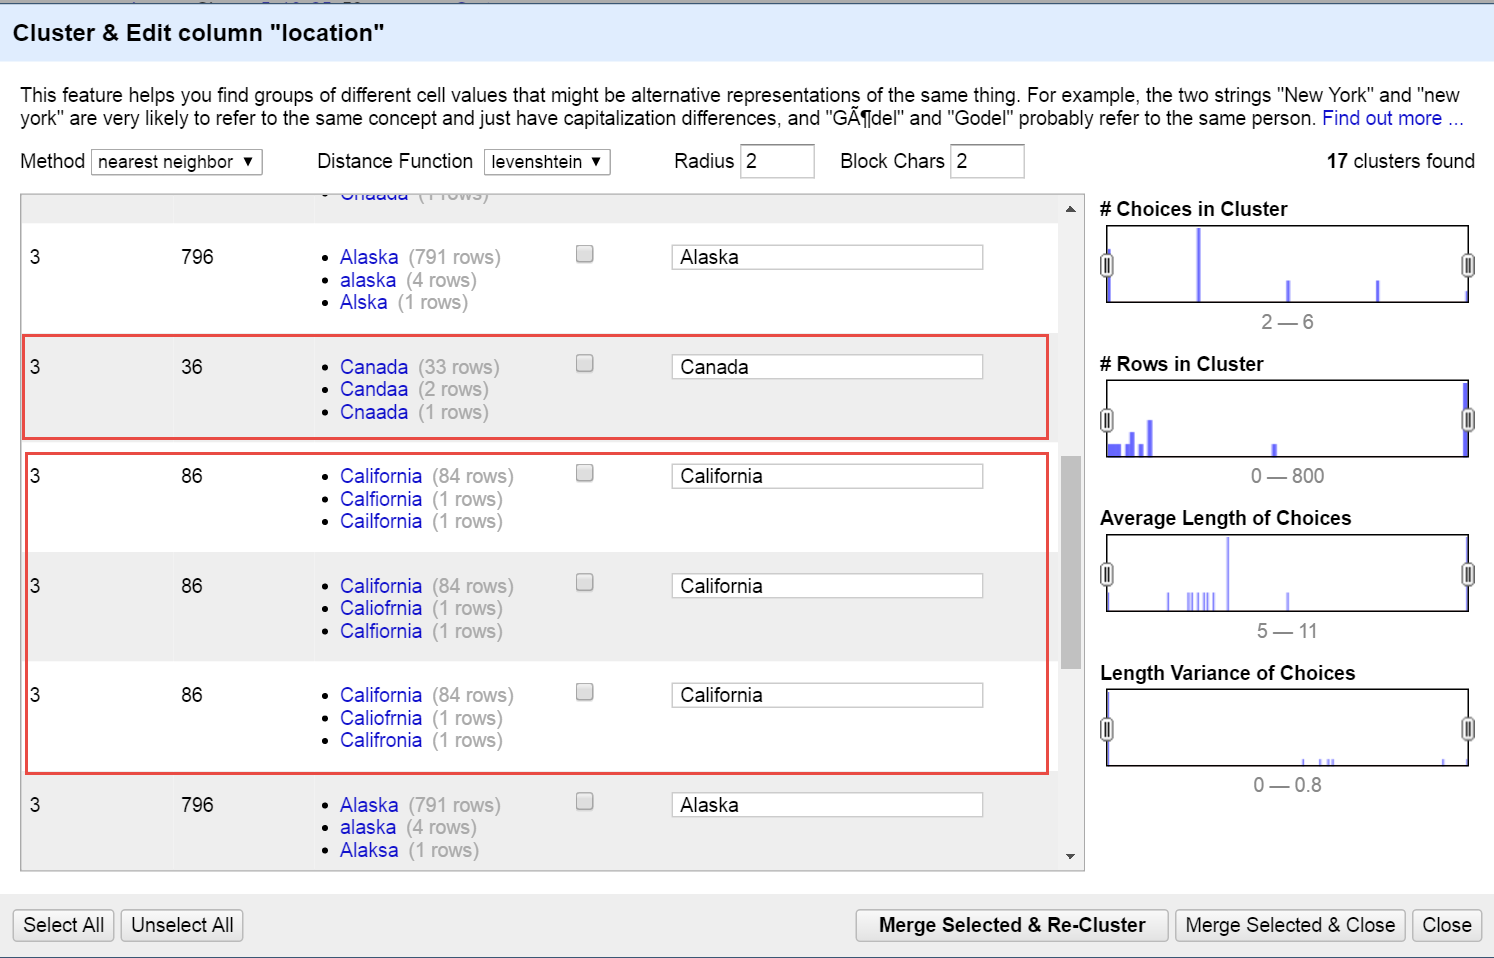 Cluster & Edit column "location"
This feature helps you find groups of different cell values that might be alternative representations of the same thing. For example, the two strings "New York" and "new
york" are very likely to refer to the same concept and just have capitalization differences, and "GÃ¶del" and "Godel" probably refer to the same person. Find out more ...
Method nearest neighbor Distance Function levenshtein Radius 2 Block Chars 2 17 clusters found
Cnaada (1 rows)
3 796 Alaska (791 rows) Alaska
alaska (4 rows)
Alska (1 rows)
3 36 Canada (33 rows) Canada
Candaa (2 rows)
Cnaada (1 rows)
3 86 California (84 rows) California
Calfiornia (1 rows)
Cailfornia (1 rows)
3 86 California (84 rows) California
Caliofrnia (1 rows)
Calfiornia (1 rows)
3 86 California (84 rows) California
Caliofrnia (1 rows)
Califronia (1 rows)
3 796 Alaska (791 rows) Alaska
alaska (4 rows)
Alaksa (1 rows)
# Choices in Cluster
2 — 6
# Rows in Cluster
0 — 800
Average Length of Choices
5 — 11
Length Variance of Choices
0 — 0.8
Select All Unselect All Merge Selected & Re-Cluster Merge Selected & Close Close